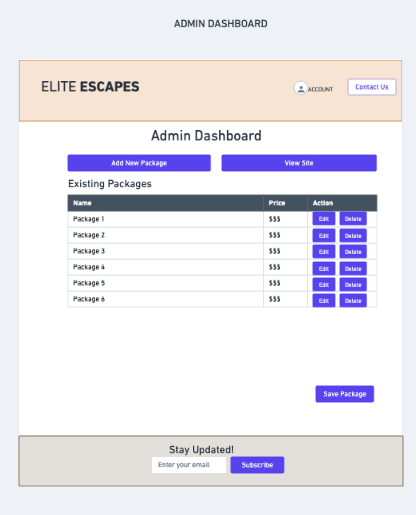 ADMIN DASHBOARD
ELITE ESCAPES
ACCOUNT
Contact Us
Admin Dashboard
Add New Package
View Site
Existing Packages
Name Price Action
Package 1 $$$ Edit Delete
Package 2 $$$ Edit Delete
Package 3 $$$ Edit Delete
Package 4 $$$ Edit Delete
Package 5 $$$ Edit Delete
Package 6 $$$ Edit Delete
Save Package
Stay Updated!
Enter your email Subscribe